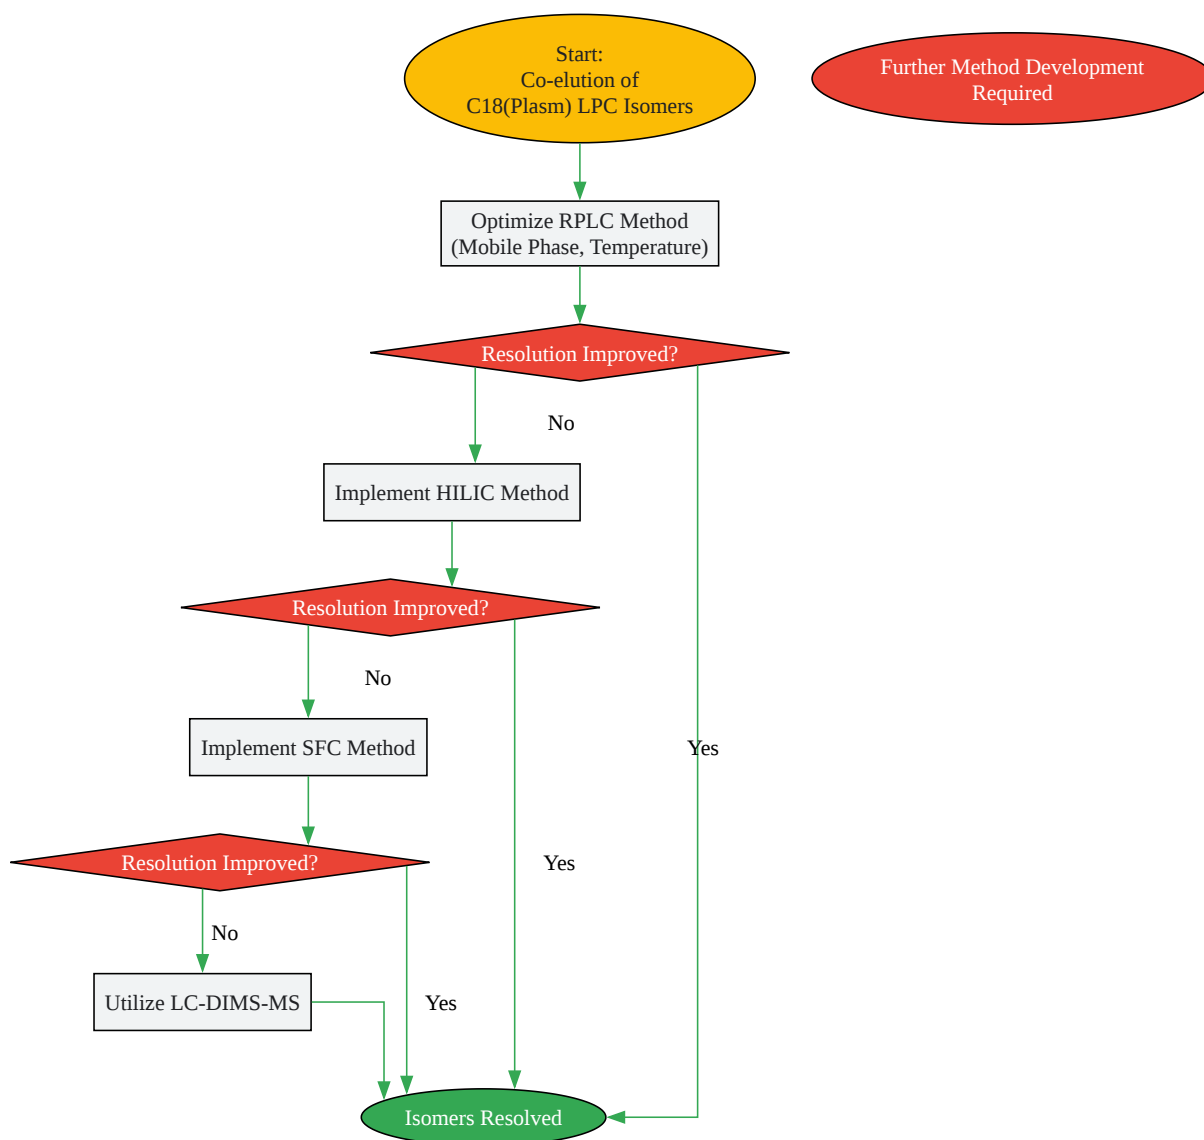 Start:
Co-elution of
C18(Plasm) LPC Isomers
Further Method Development
Required
Optimize RPLC Method
(Mobile Phase, Temperature)
Resolution Improved?
No
Implement HILIC Method
Resolution Improved?
No
Implement SFC Method
Yes
Resolution Improved?
Yes
No
Utilize LC-DIMS-MS
Yes
Isomers Resolved